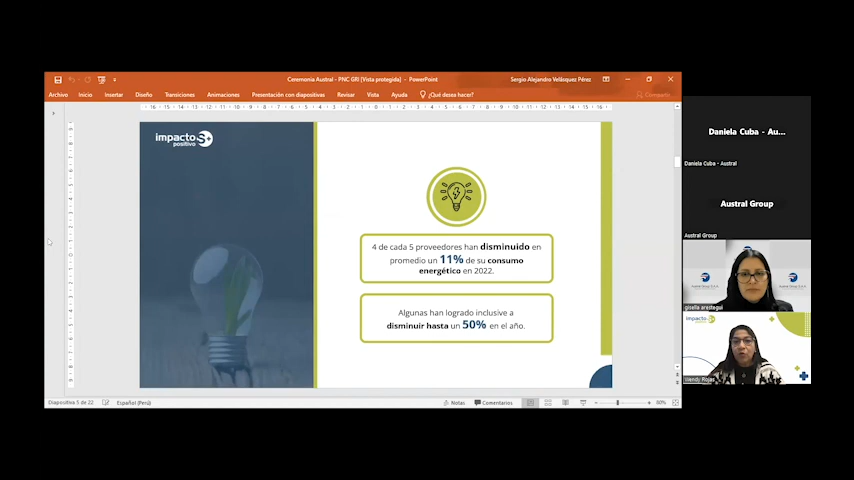 Ceremonia Austral - PNC GRI [Vista protegida] - PowerPoint
Sergio Alejandro Velásquez Pérez
Archivo Inicio Insertar Diseño Transiciones Animaciones Presentación con diapositivas Revisar Vista Ayuda ¿Qué desea hacer? Compartir
impacto S+
positivo
4 de cada 5 proveedores han disminuido en
promedio un 11% de su consumo
energético en 2022.
Algunas han logrado inclusive a
disminuir hasta un 50% en el año.
Diapositiva 5 de 22 Español (Perú) Notas Comentarios 80%
Daniela Cuba - Au...
Daniela Cuba - Austral
Austral Group
Austral Group
Austral Group S.A.A.
gisella arestegui
impacto S+
Wendy Rojas